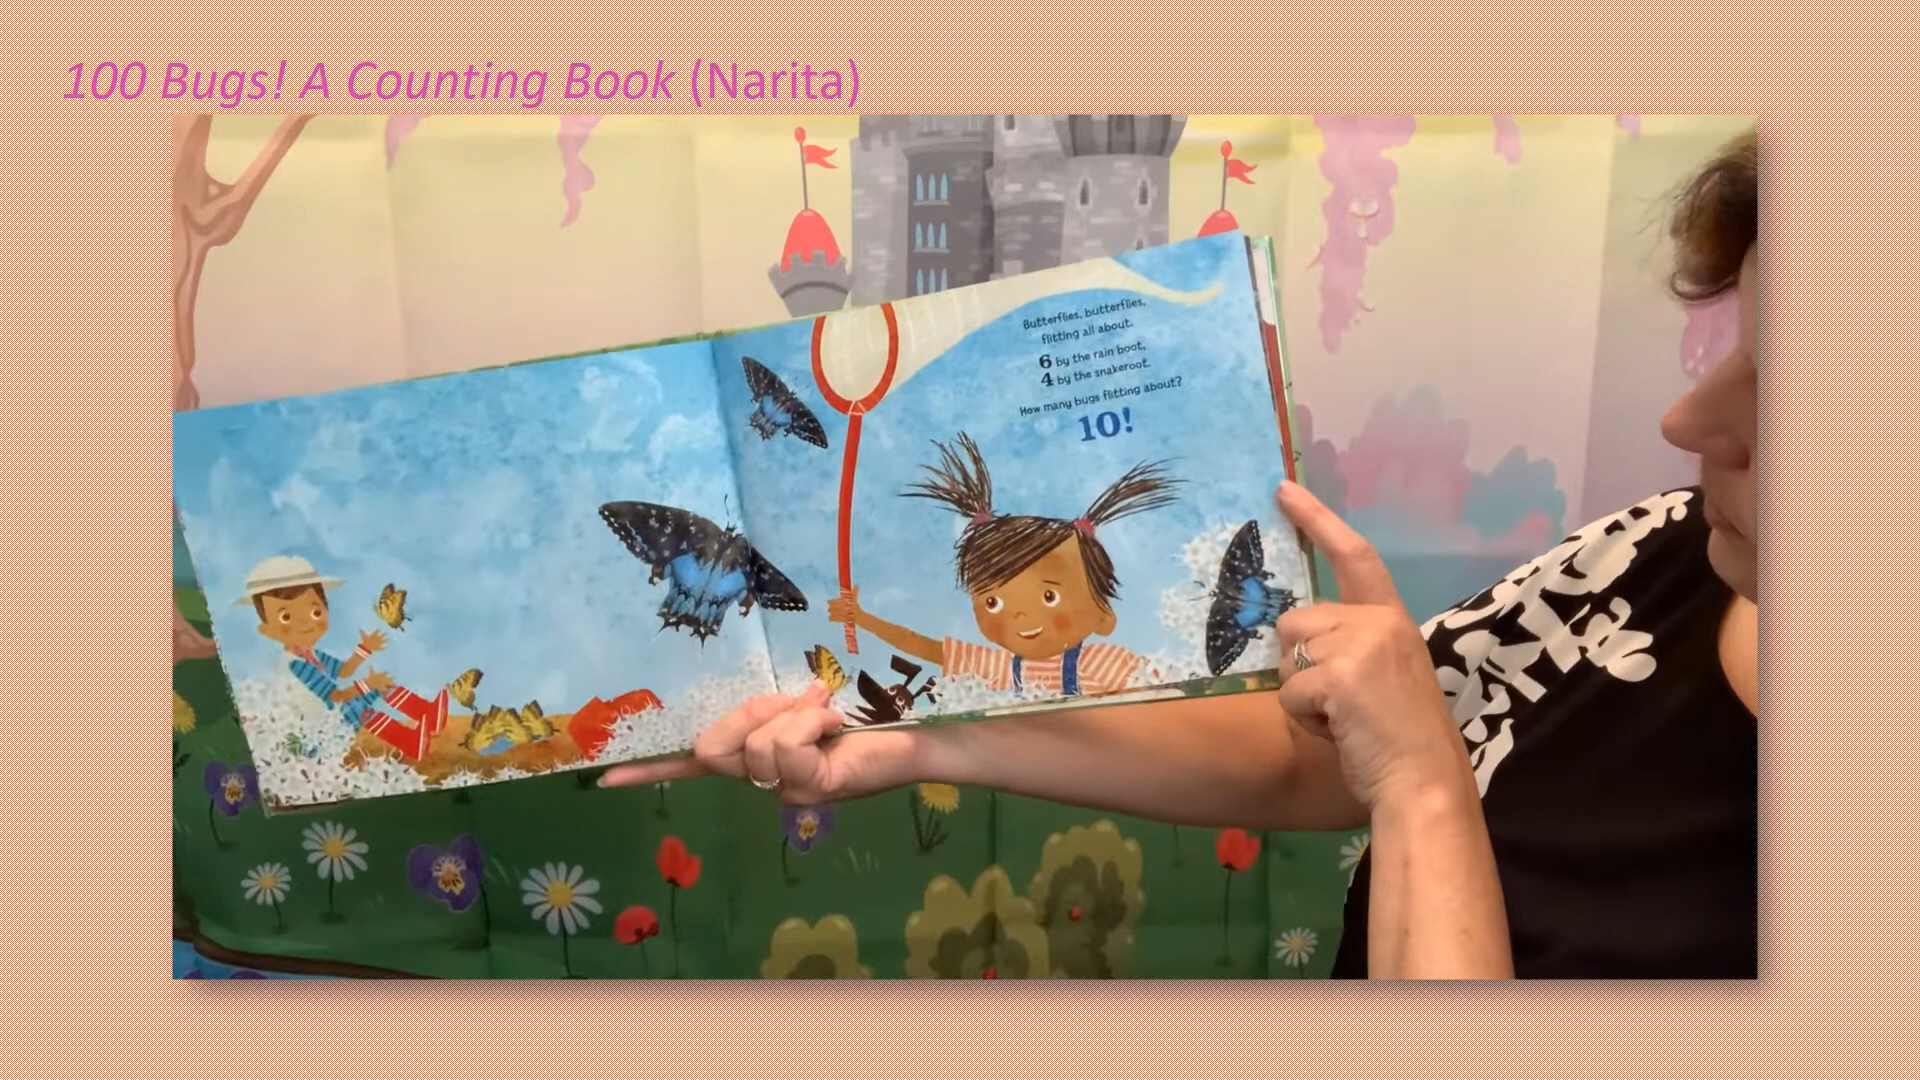 100 Bugs! A Counting Book (Narita)
Butterflies, butterflies,
flitting all about.
6 by the rain boot,
4 by the snakeroot.
How many bugs flitting about?
10!